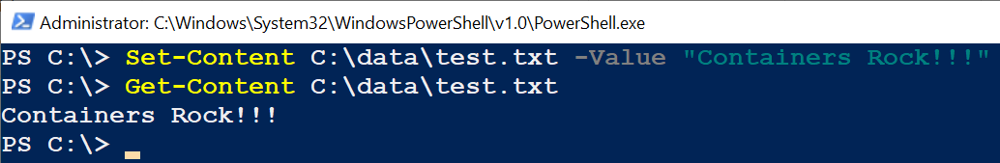 Administrator: C:\Windows\System32\WindowsPowerShell\v1.0\PowerShell.exe
PS C:\> Set-Content C:\data\test.txt -Value "Containers Rock!!!"
PS C:\> Get-Content C:\data\test.txt
Containers Rock!!!
PS C:\>